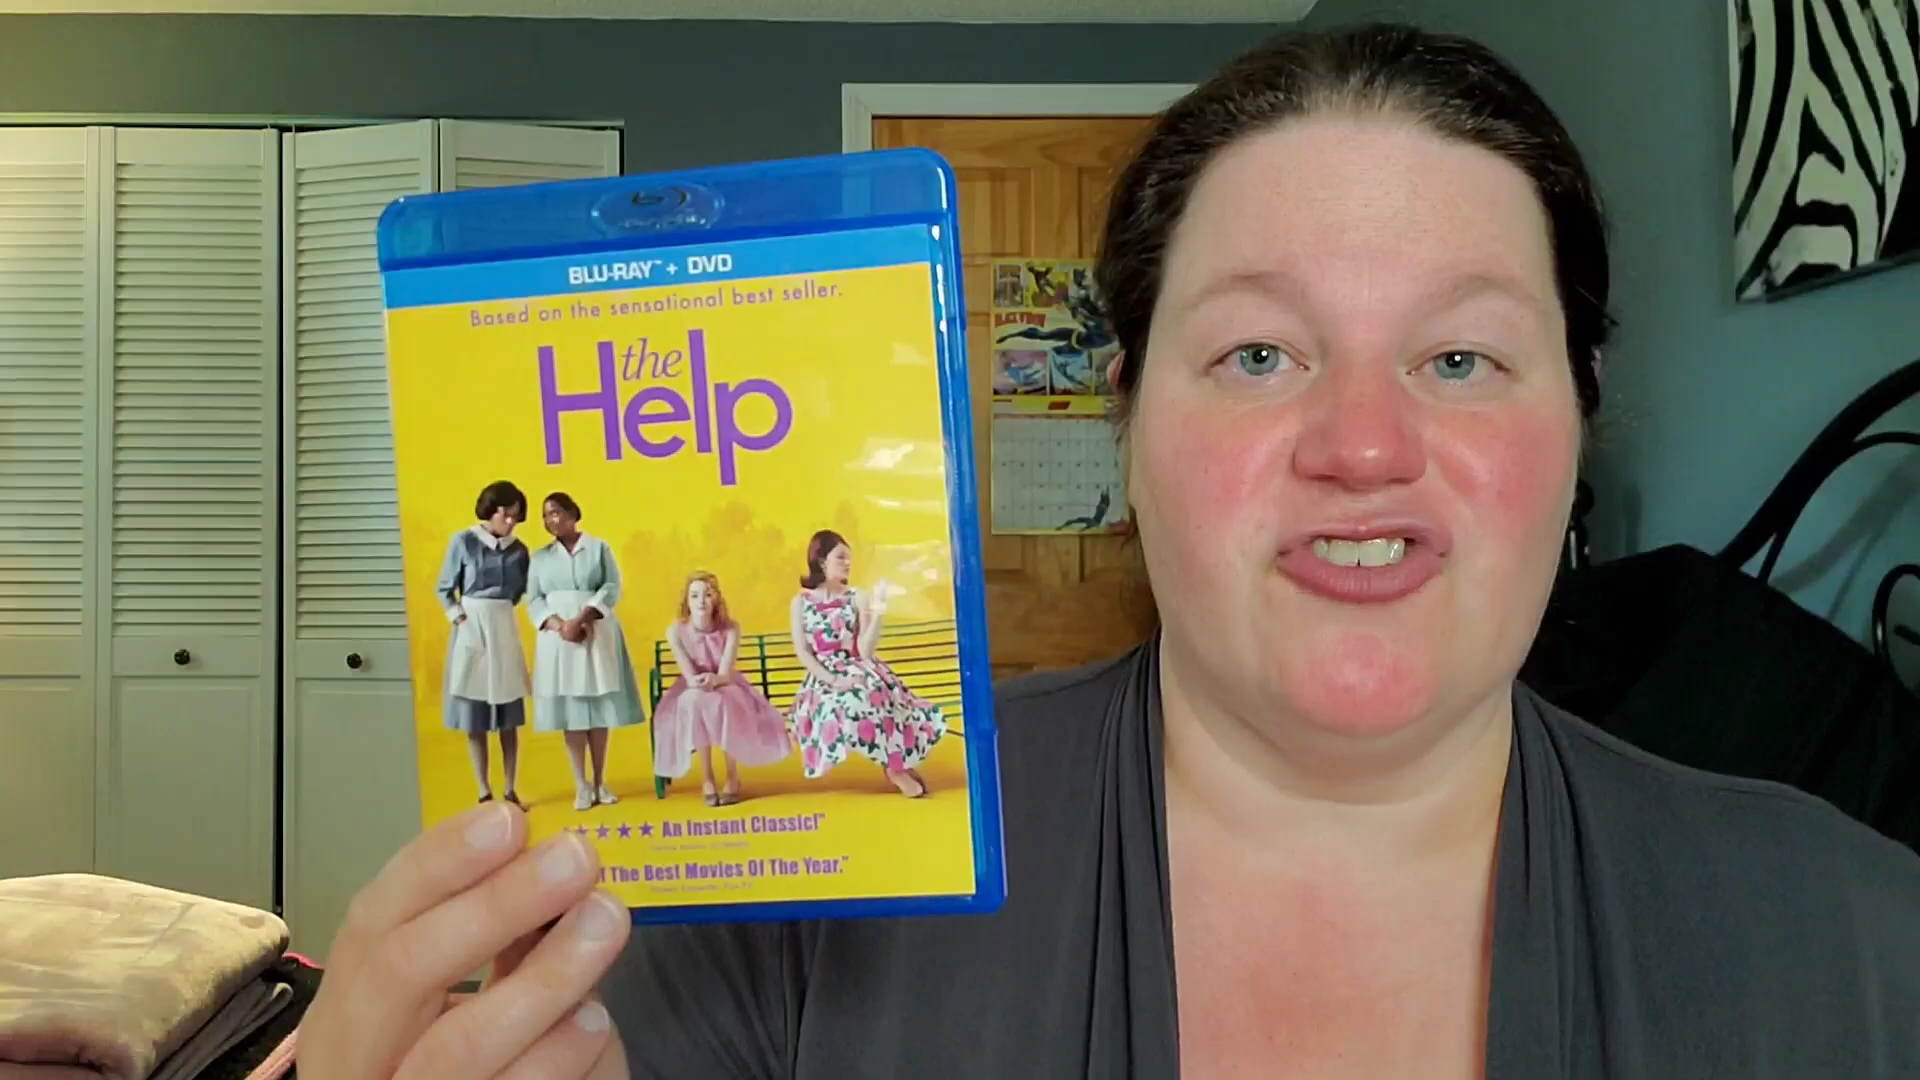 BLU-RAY™ + DVD
Based on the sensational best seller.
the
Help
★★★★ An Instant Classic!"
The Best Movies Of The Year."